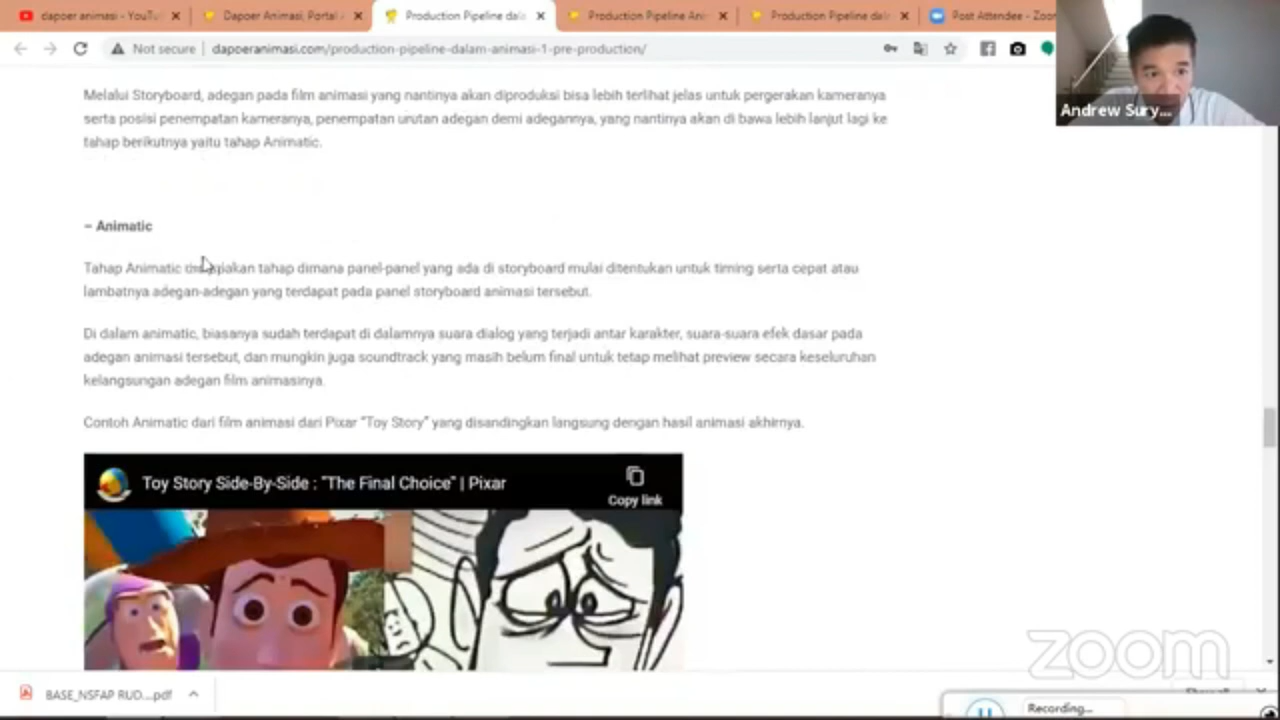 dapoer animasi - YouTu
Dapoer Animasi, Portal
Production Pipeline dala
Production Pipeline Ani
Production Pipeline dal
Post Attendee - Zoom
Not secure
dapoeranimasi.com/production-pipeline-dalam-animasi-1-pre-production/
Andrew Sury...
Melalui Storyboard, adegan pada film animasi yang nantinya akan diproduksi bisa lebih terlihat jelas untuk pergerakan kameranya
serta posisi penempatan kameranya, penempatan urutan adegan demi adegannya, yang nantinya akan di bawa lebih lanjut lagi ke
tahap berikutnya yaitu tahap Animatic.
– Animatic
Tahap Animatic tahap dimana panel-panel yang ada di storyboard mulai ditentukan untuk timing serta cepat atau
lambatnya adegan-adegan yang terdapat pada panel storyboard animasi tersebut.
Di dalam animatic, biasanya sudah terdapat di dalamnya suara dialog yang terjadi antar karakter, suara-suara efek dasar pada
adegan animasi tersebut, dan mungkin juga soundtrack yang masih belum final untuk tetap melihat preview secara keseluruhan
kelangsungan adegan film animasinya.
Contoh Animatic dari film animasi dari Pixar “Toy Story” yang disandingkan langsung dengan hasil animasi akhirnya.
Toy Story Side-By-Side : "The Final Choice" | Pixar
Copy link
zoom
BASE_NSFAP RUD....pdf
Recording...